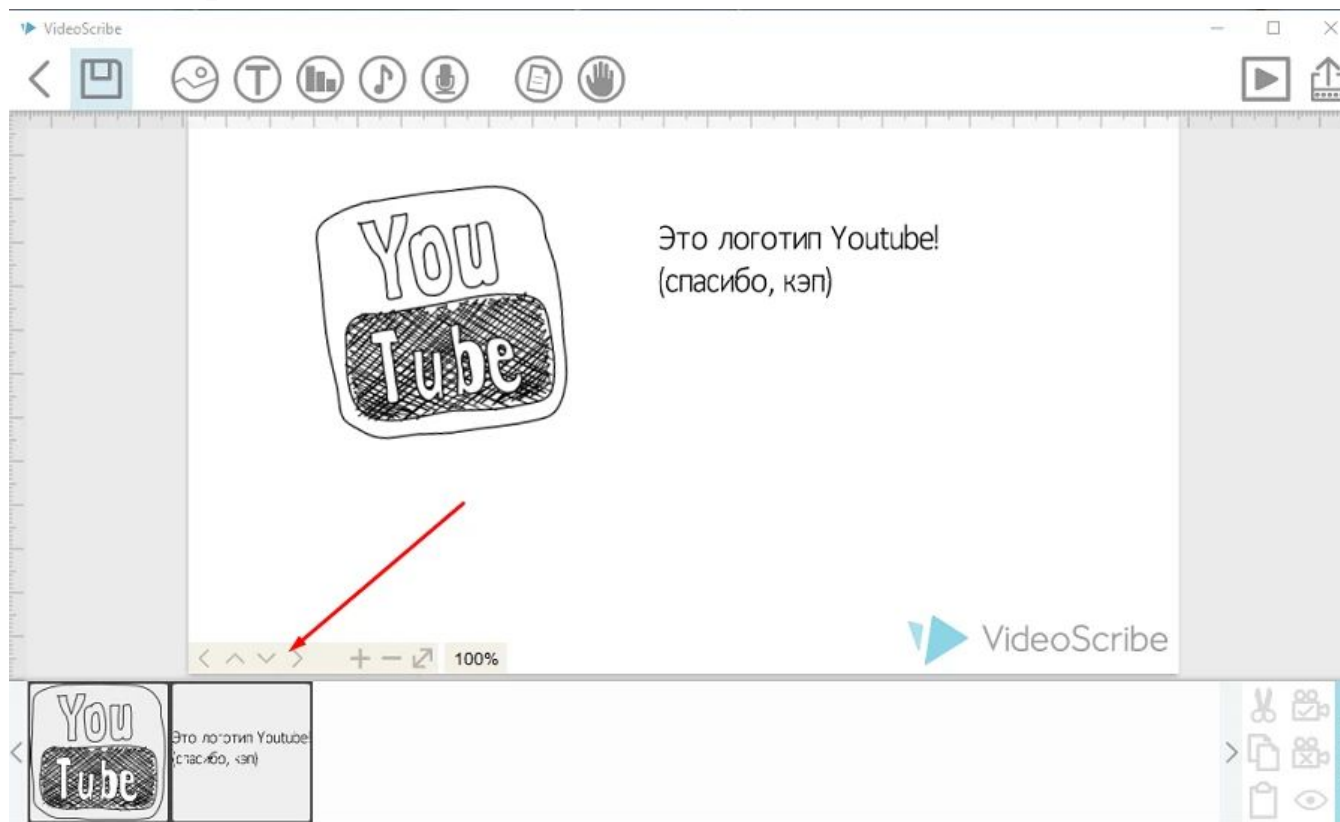 VideoScribe
You
Tube
Это логотип Youtube!
(спасибо, кэп)
VideoScribe
100%
You
Tube
Это логотип Youtube!
(спасибо, кэп)